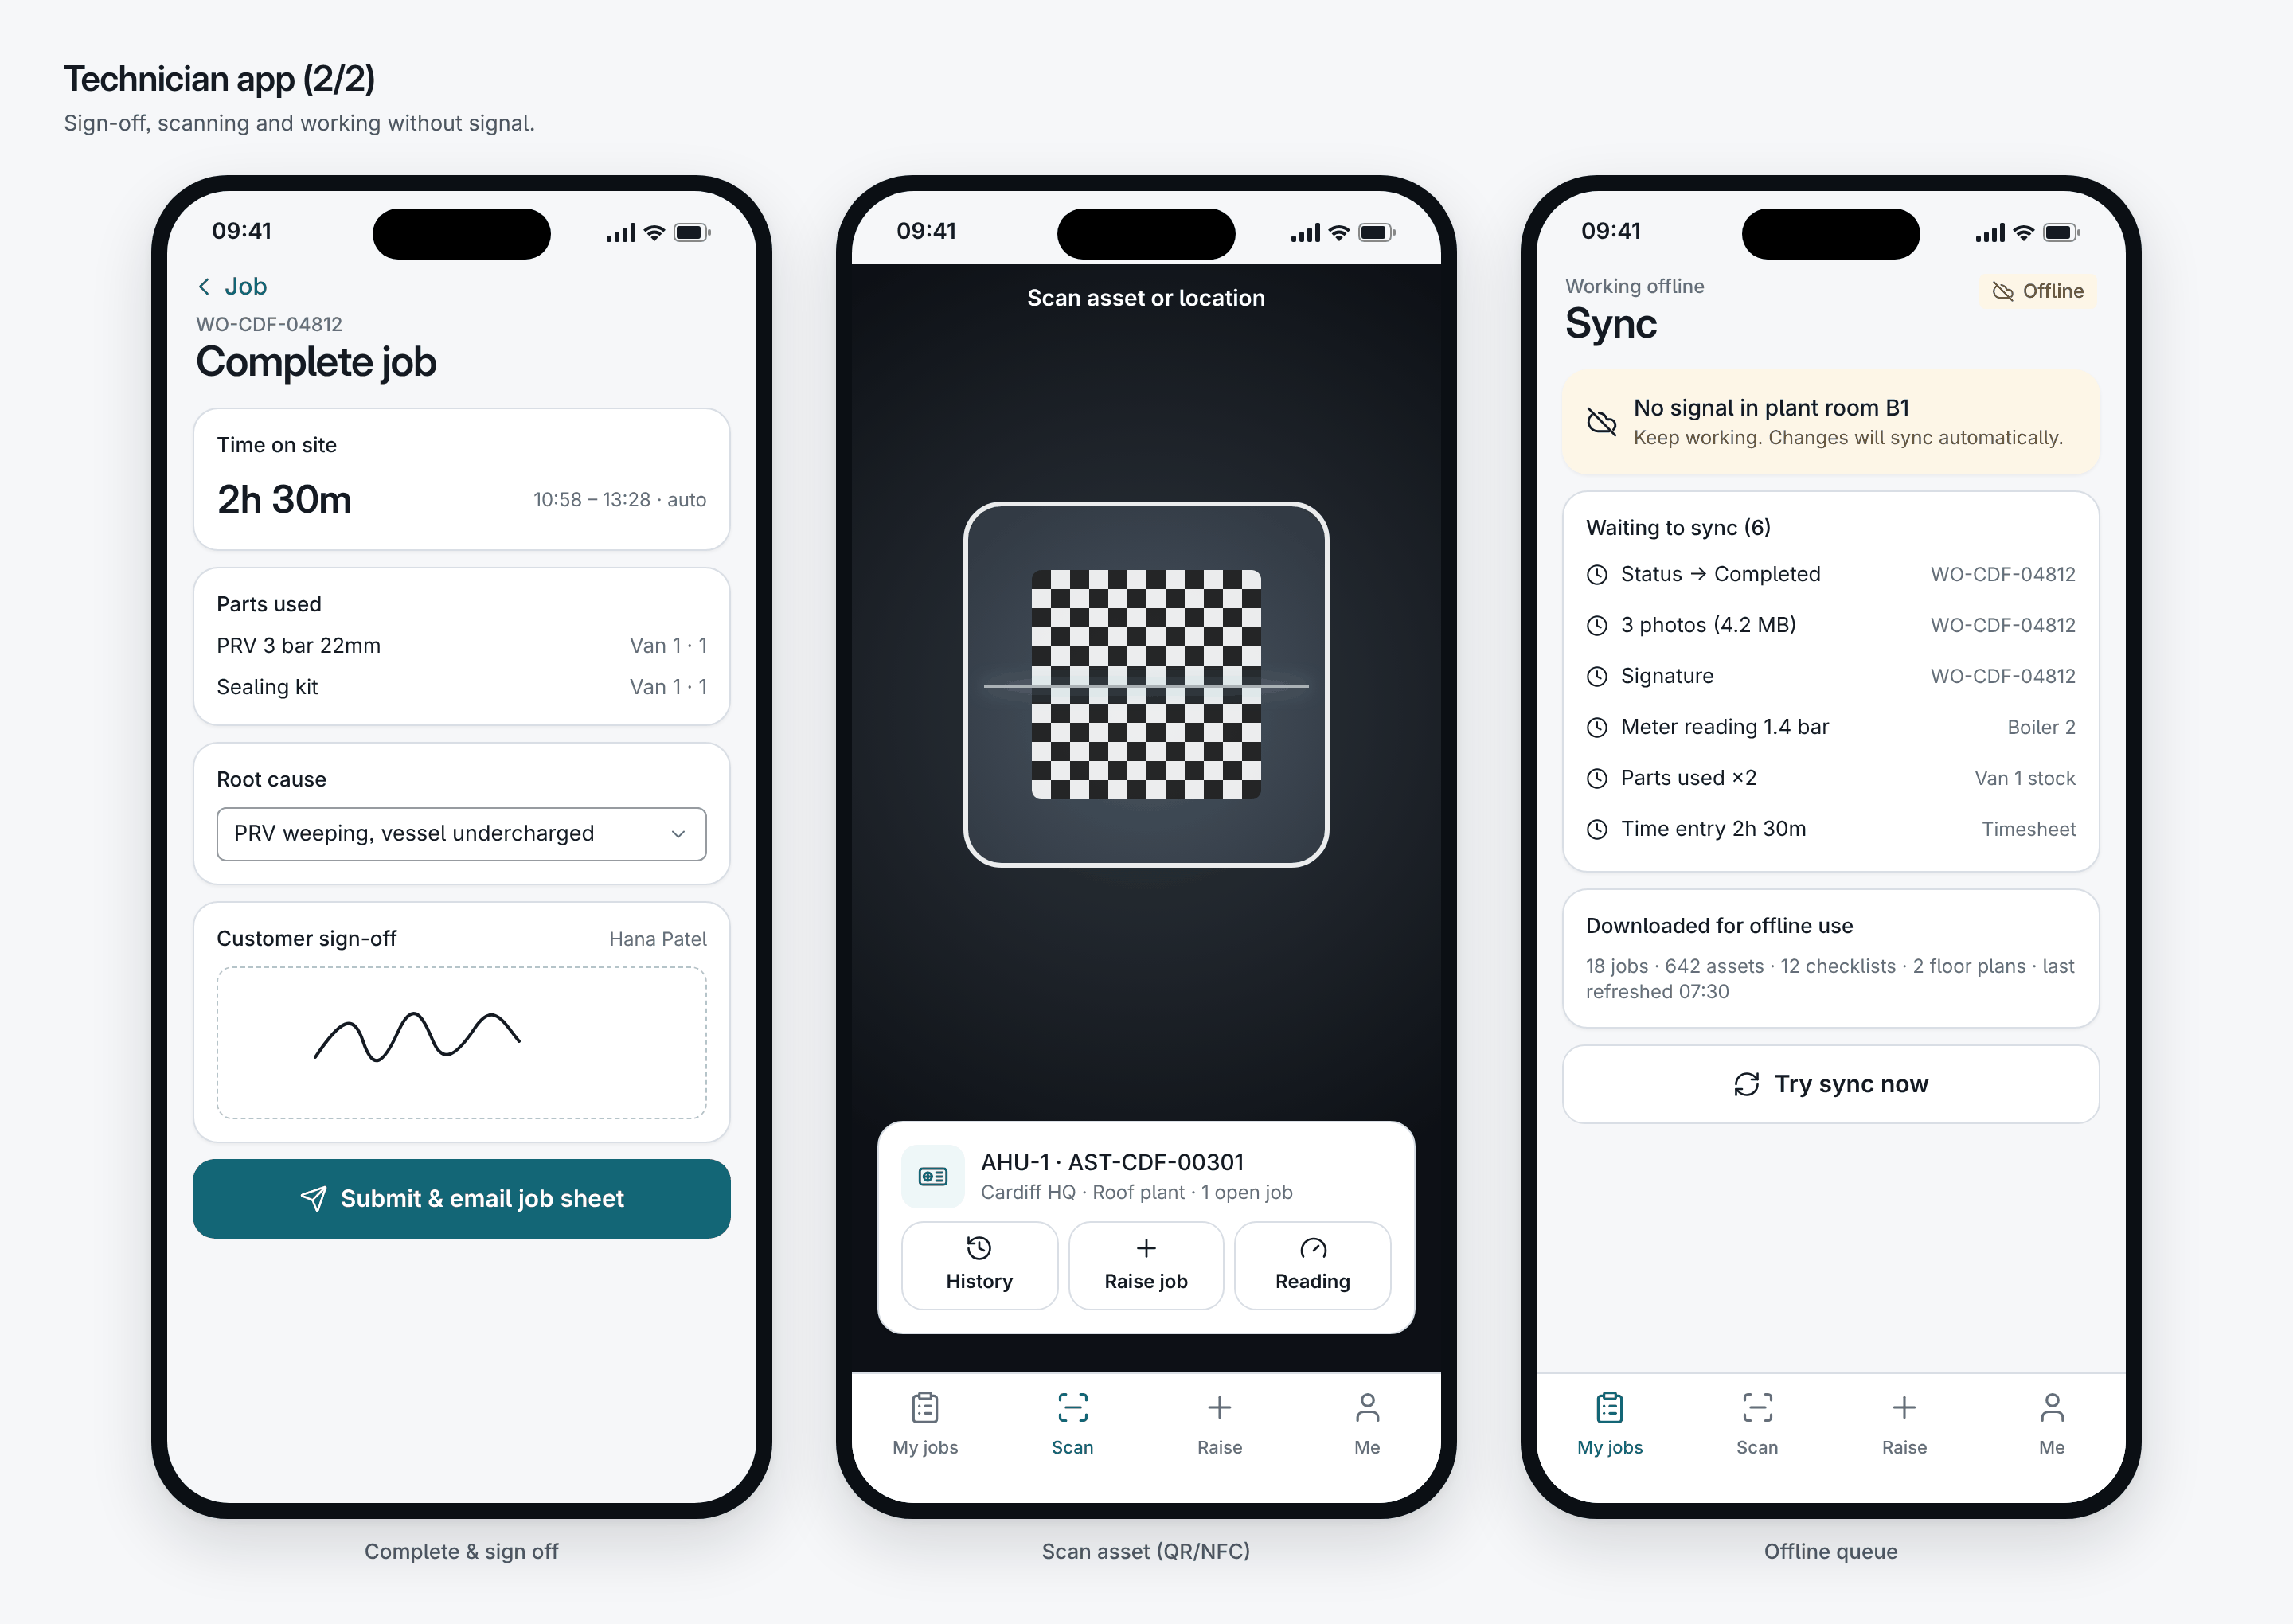 Technician app (2/2)
Sign-off, scanning and working without signal.
09:41
Job
WO-CDF-04812
Complete job
Time on site
2h 30m
10:58 – 13:28 · auto
Parts used
PRV 3 bar 22mm
Van 1 · 1
Sealing kit
Van 1 · 1
Root cause
PRV weeping, vessel undercharged
Customer sign-off
Hana Patel
Submit & email job sheet
Complete & sign off
09:41
Scan asset or location
AHU-1 · AST-CDF-00301
Cardiff HQ · Roof plant · 1 open job
History
Raise job
Reading
My jobs
Scan
Raise
Me
Scan asset (QR/NFC)
09:41
Working offline
Offline
Sync
No signal in plant room B1
Keep working. Changes will sync automatically.
Waiting to sync (6)
Status → Completed
WO-CDF-04812
3 photos (4.2 MB)
WO-CDF-04812
Signature
WO-CDF-04812
Meter reading 1.4 bar
Boiler 2
Parts used ×2
Van 1 stock
Time entry 2h 30m
Timesheet
Downloaded for offline use
18 jobs · 642 assets · 12 checklists · 2 floor plans · last
refreshed 07:30
Try sync now
My jobs
Scan
Raise
Me
Offline queue